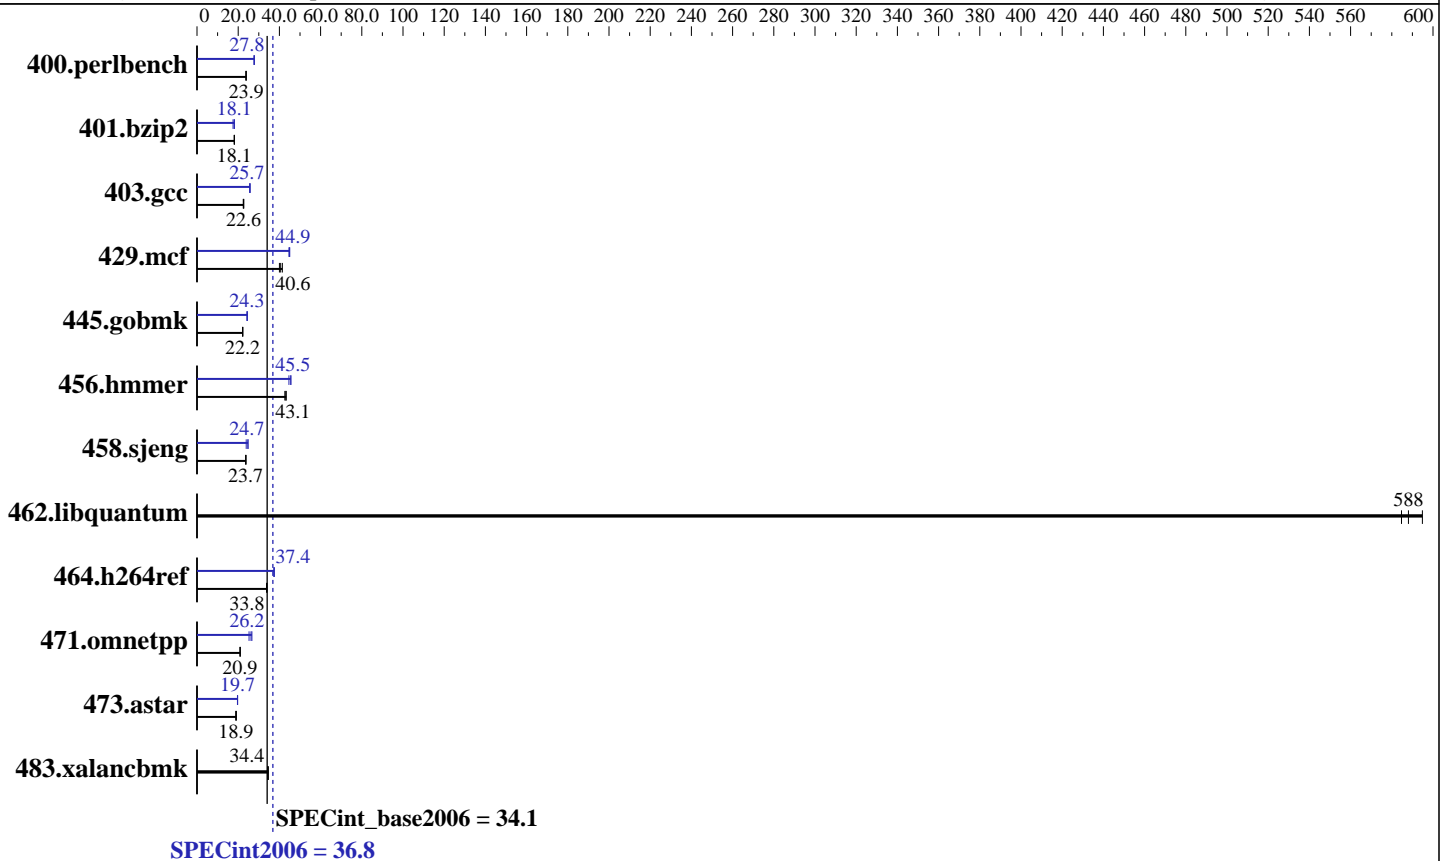 0 20.0 40.0 60.0 80.0 100 120 140 160 180 200 220 240 260 280 300 320 340 360 380 400 420 440 460 480 500 520 540 560 600
27.8
400.perlbench
23.9
18.1
401.bzip2
18.1
25.7
403.gcc
22.6
44.9
429.mcf
40.6
24.3
445.gobmk
22.2
45.5
456.hmmer
43.1
24.7
458.sjeng
23.7
588
462.libquantum
37.4
464.h264ref
33.8
26.2
471.omnetpp
20.9
19.7
473.astar
18.9
34.4
483.xalancbmk
SPECint_base2006 = 34.1
SPECint2006 = 36.8